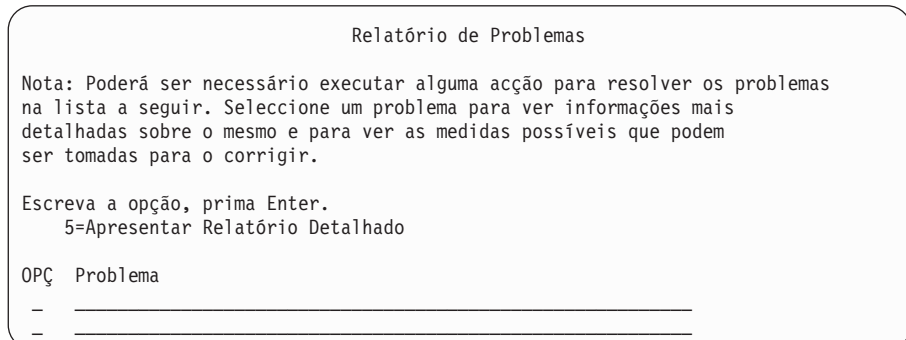 Relatório de Problemas
Nota: Poderá ser necessário executar alguma acção para resolver os problemas
na lista a seguir. Seleccione um problema para ver informações mais
detalhadas sobre o mesmo e para ver as medidas possíveis que podem
ser tomadas para o corrigir.
Escreva a opção, prima Enter.
5=Apresentar Relatório Detalhado
OPÇ Problema
_ __________________________________________________________
_ __________________________________________________________